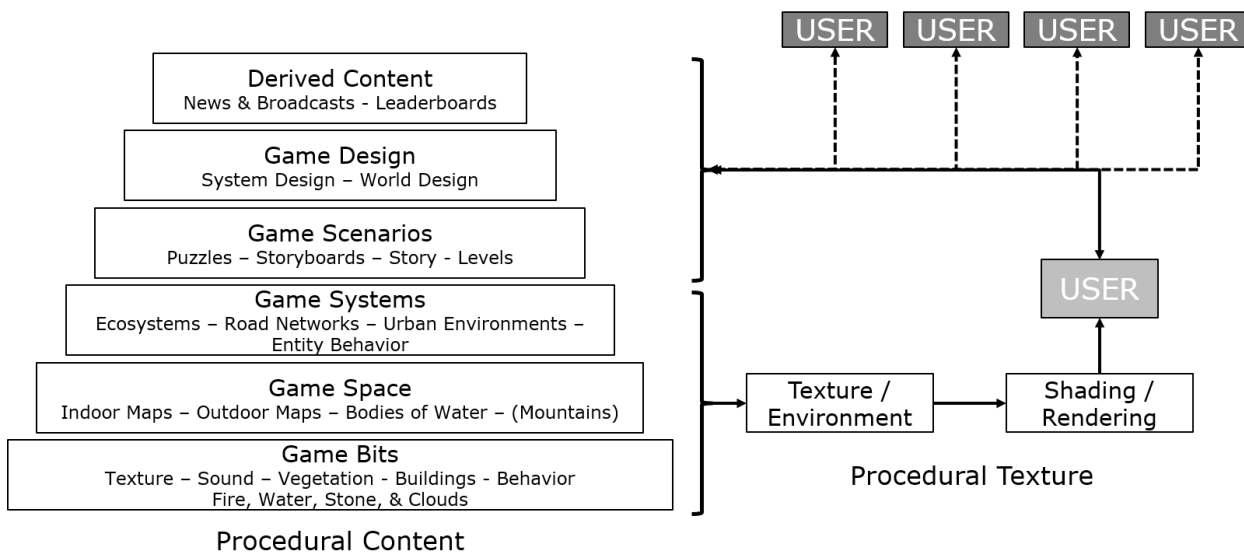 USER USER USER USER
Derived Content
News & Broadcasts - Leaderboards
Game Design
System Design – World Design
Game Scenarios
Puzzles – Storyboards – Story - Levels
Game Systems
Ecosystems – Road Networks – Urban Environments –
Entity Behavior
Game Space
Indoor Maps – Outdoor Maps – Bodies of Water – (Mountains)
Game Bits
Texture – Sound – Vegetation - Buildings - Behavior
Fire, Water, Stone, & Clouds
Procedural Content
USER
Texture /
Environment
Shading /
Rendering
Procedural Texture